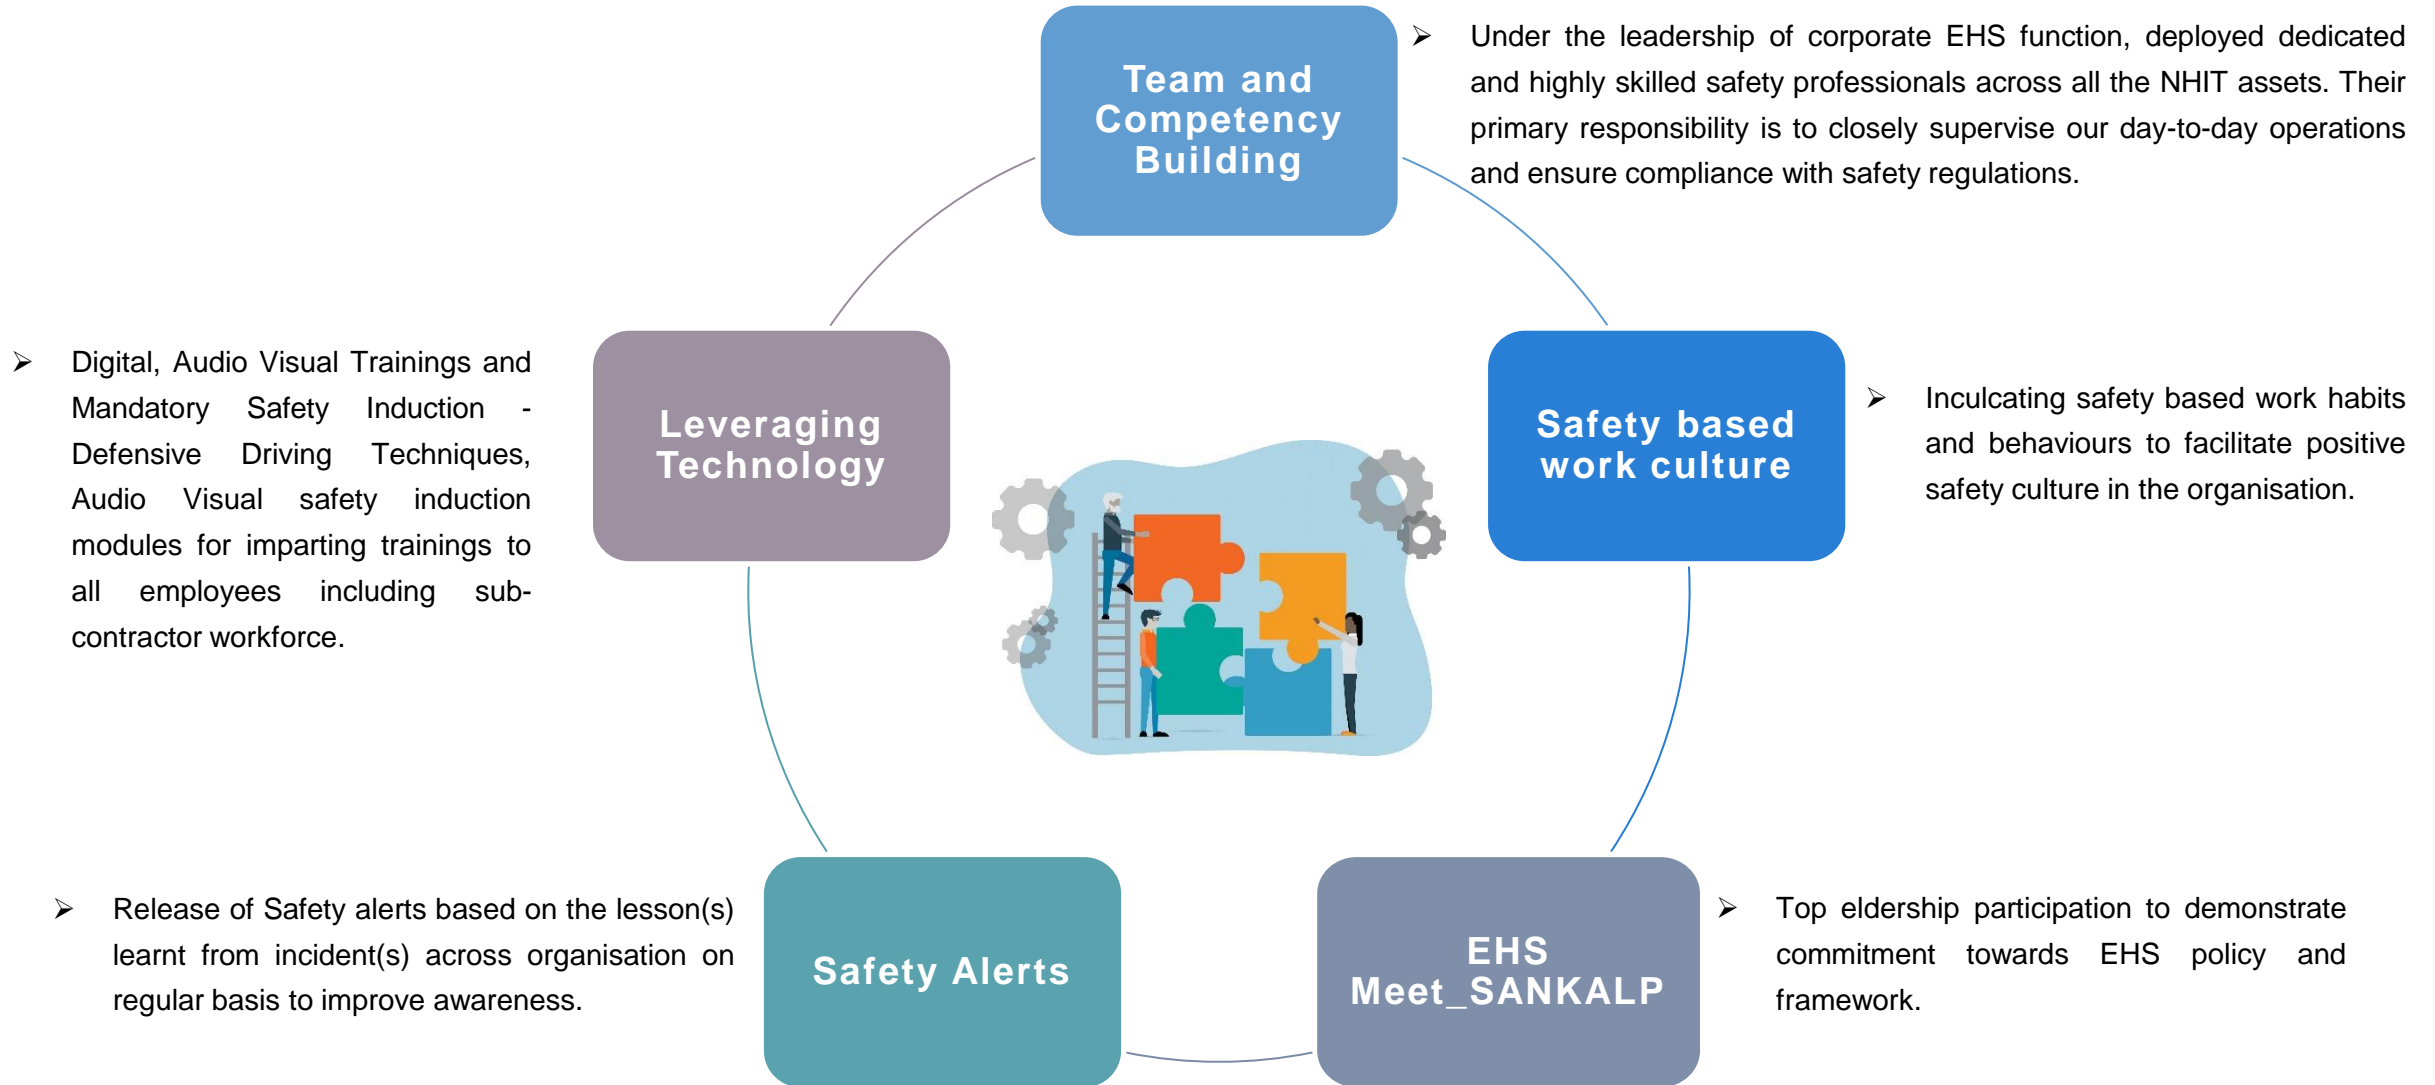 Team and
Competency
Building
➢ Under the leadership of corporate EHS function, deployed dedicated
and highly skilled safety professionals across all the NHIT assets. Their
primary responsibility is to closely supervise our day-to-day operations
and ensure compliance with safety regulations.
Safety based
work culture
➢ Inculcating safety based work habits
and behaviours to facilitate positive
safety culture in the organisation.
EHS
Meet_SANKALP
➢ Top eldership participation to demonstrate
commitment towards EHS policy and
framework.
Safety Alerts
➢ Release of Safety alerts based on the lesson(s)
learnt from incident(s) across organisation on
regular basis to improve awareness.
Leveraging
Technology
➢ Digital, Audio Visual Trainings and
Mandatory Safety Induction -
Defensive Driving Techniques,
Audio Visual safety induction
modules for imparting trainings to
all employees including sub-
contractor workforce.